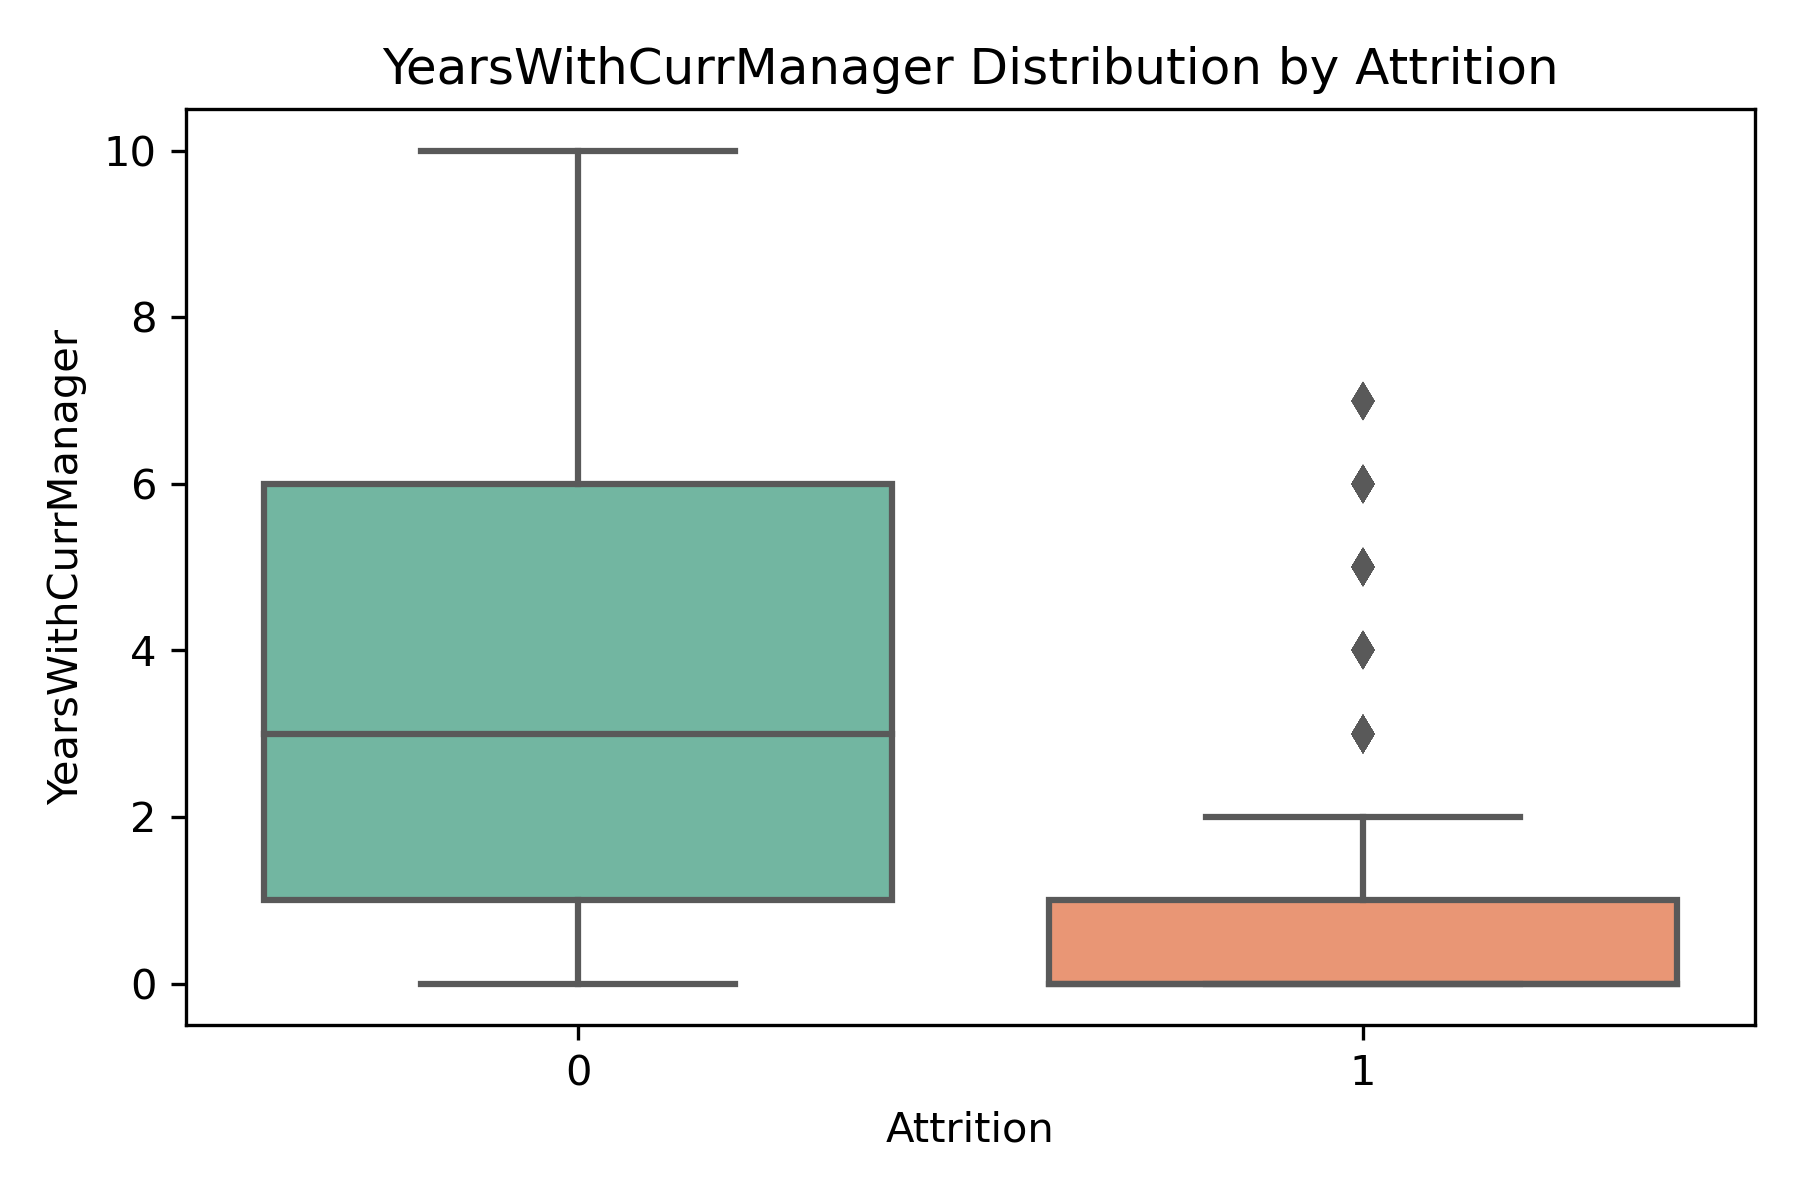 YearsWithCurrManager Distribution by Attrition
YearsWithCurrManager
10
8
6
4
2
0
0 1
Attrition